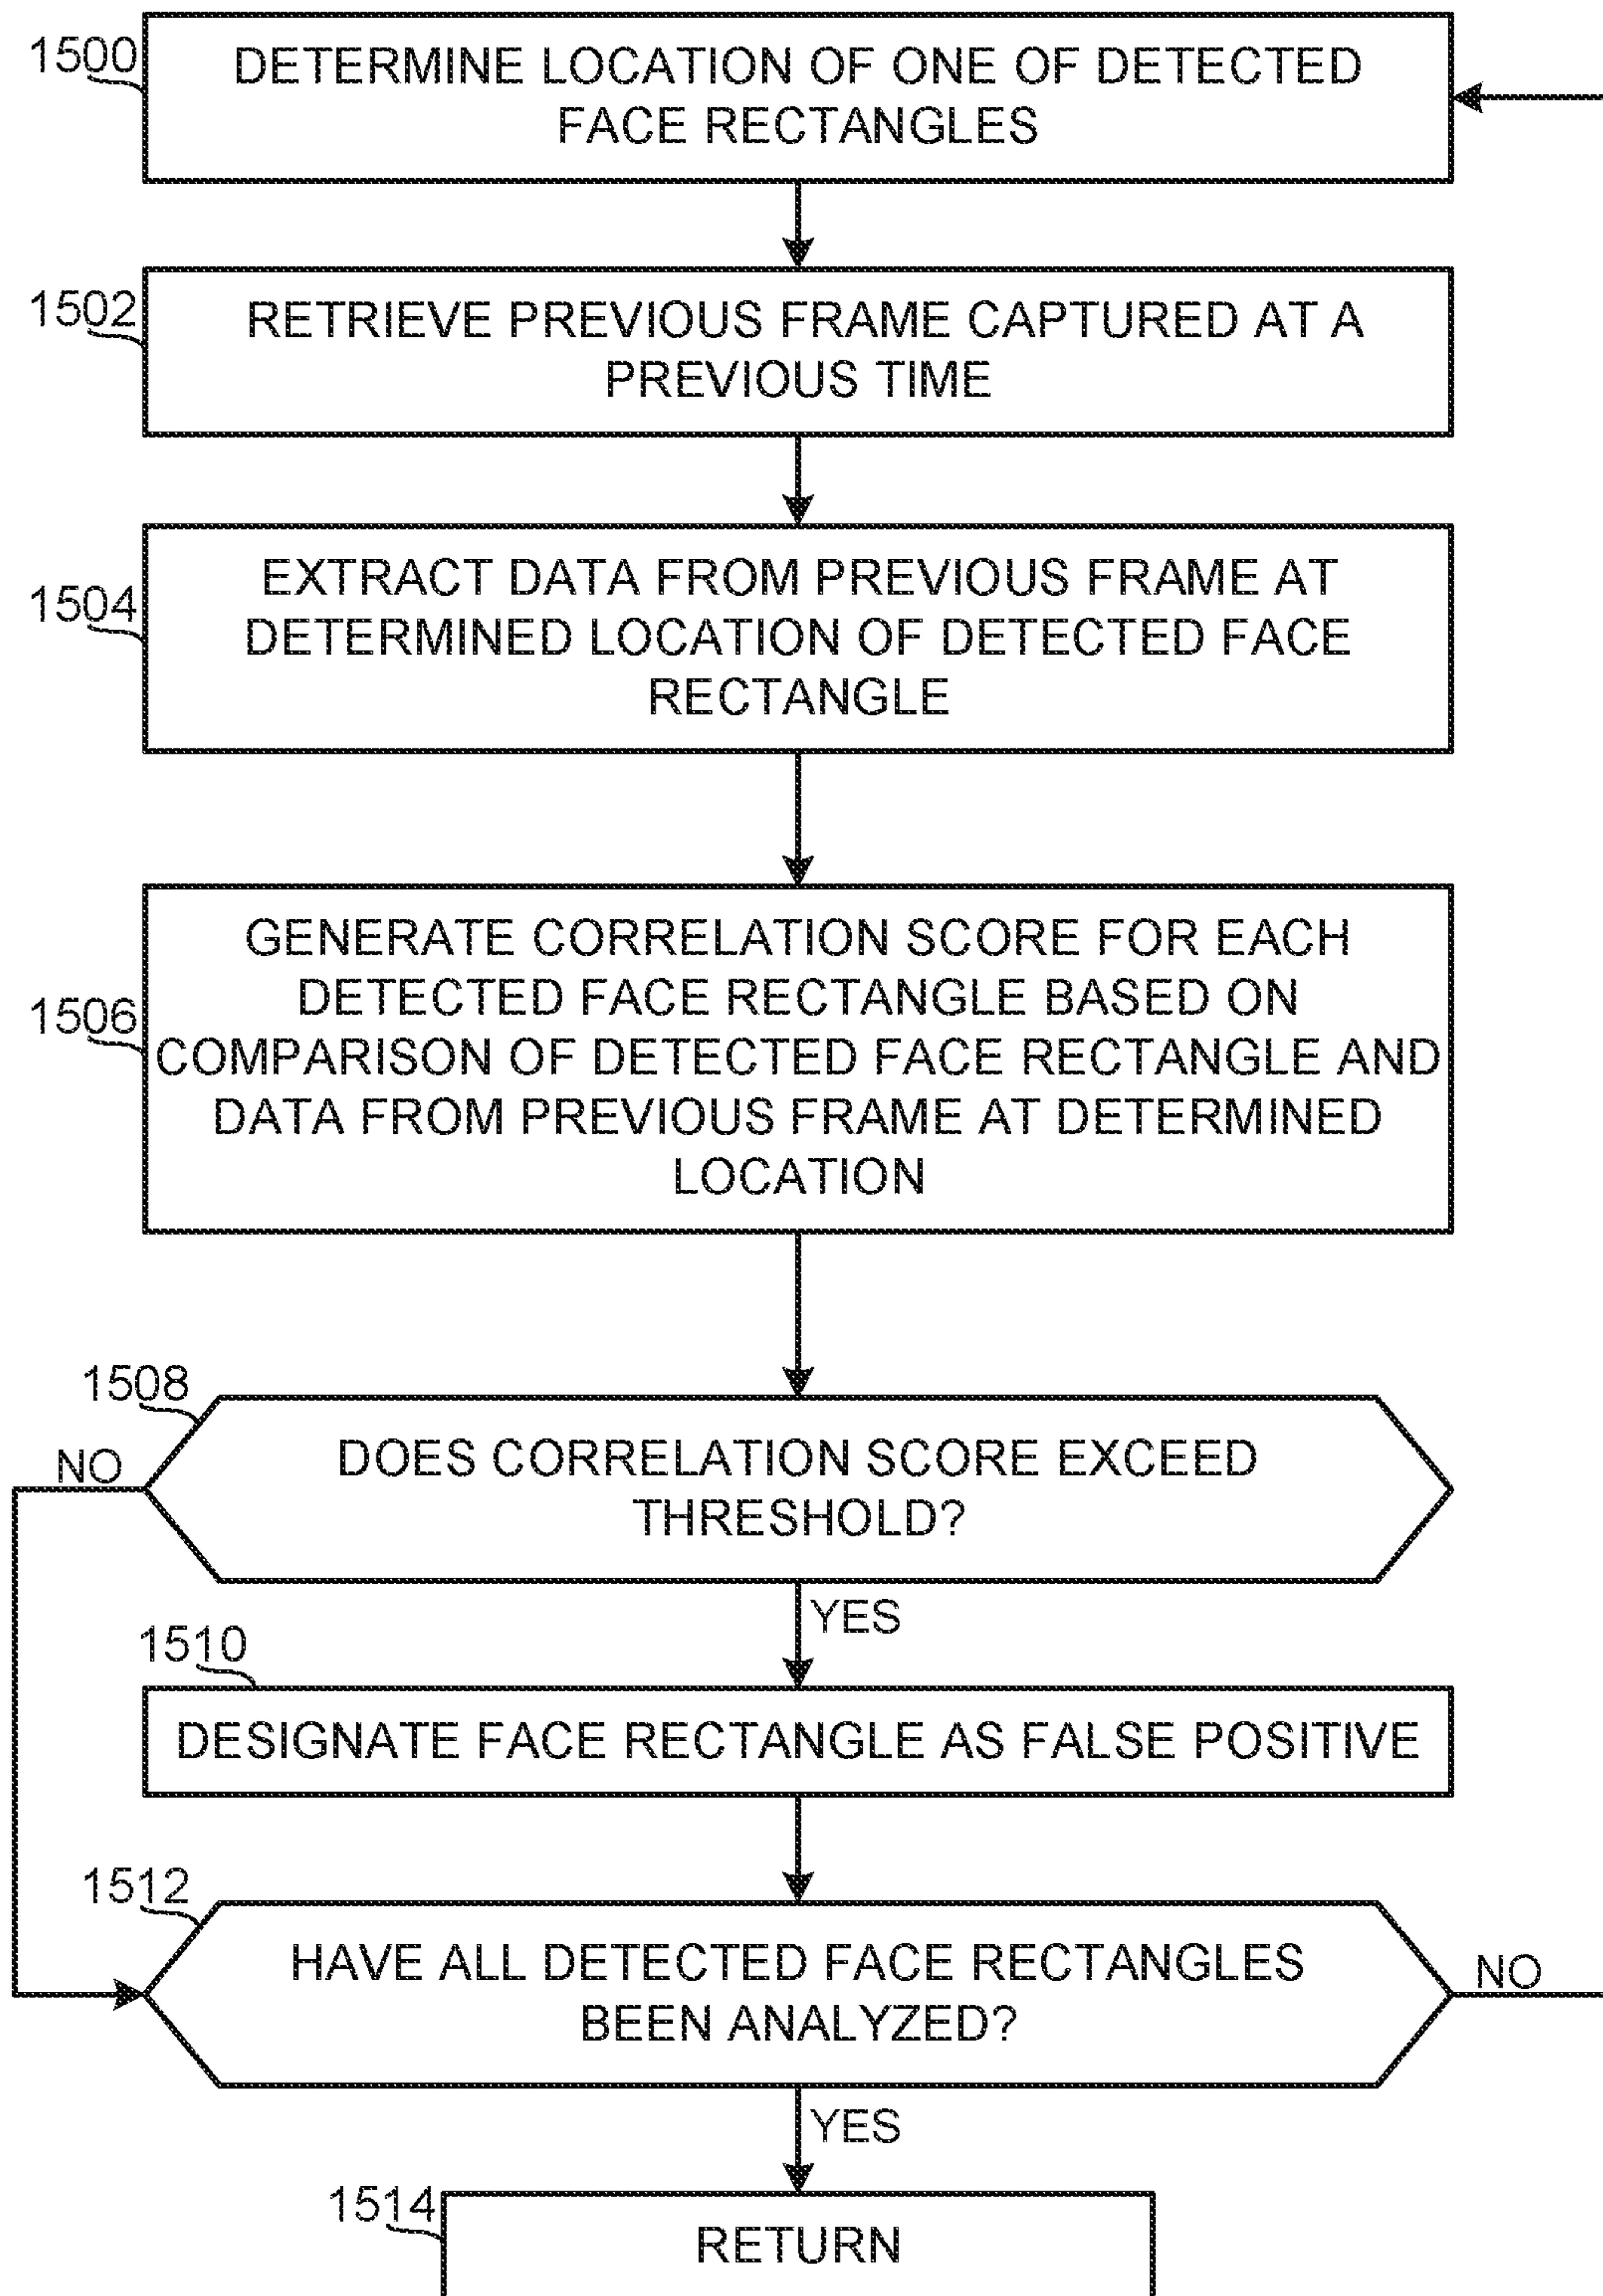 1500
DETERMINE LOCATION OF ONE OF DETECTED
FACE RECTANGLES
1502
RETRIEVE PREVIOUS FRAME CAPTURED AT A
PREVIOUS TIME
1504
EXTRACT DATA FROM PREVIOUS FRAME AT
DETERMINED LOCATION OF DETECTED FACE
RECTANGLE
1506
GENERATE CORRELATION SCORE FOR EACH
DETECTED FACE RECTANGLE BASED ON
COMPARISON OF DETECTED FACE RECTANGLE AND
DATA FROM PREVIOUS FRAME AT DETERMINED
LOCATION
1508
NO
DOES CORRELATION SCORE EXCEED
THRESHOLD?
YES
1510
DESIGNATE FACE RECTANGLE AS FALSE POSITIVE
1512
HAVE ALL DETECTED FACE RECTANGLES
BEEN ANALYZED?
NO
YES
1514
RETURN